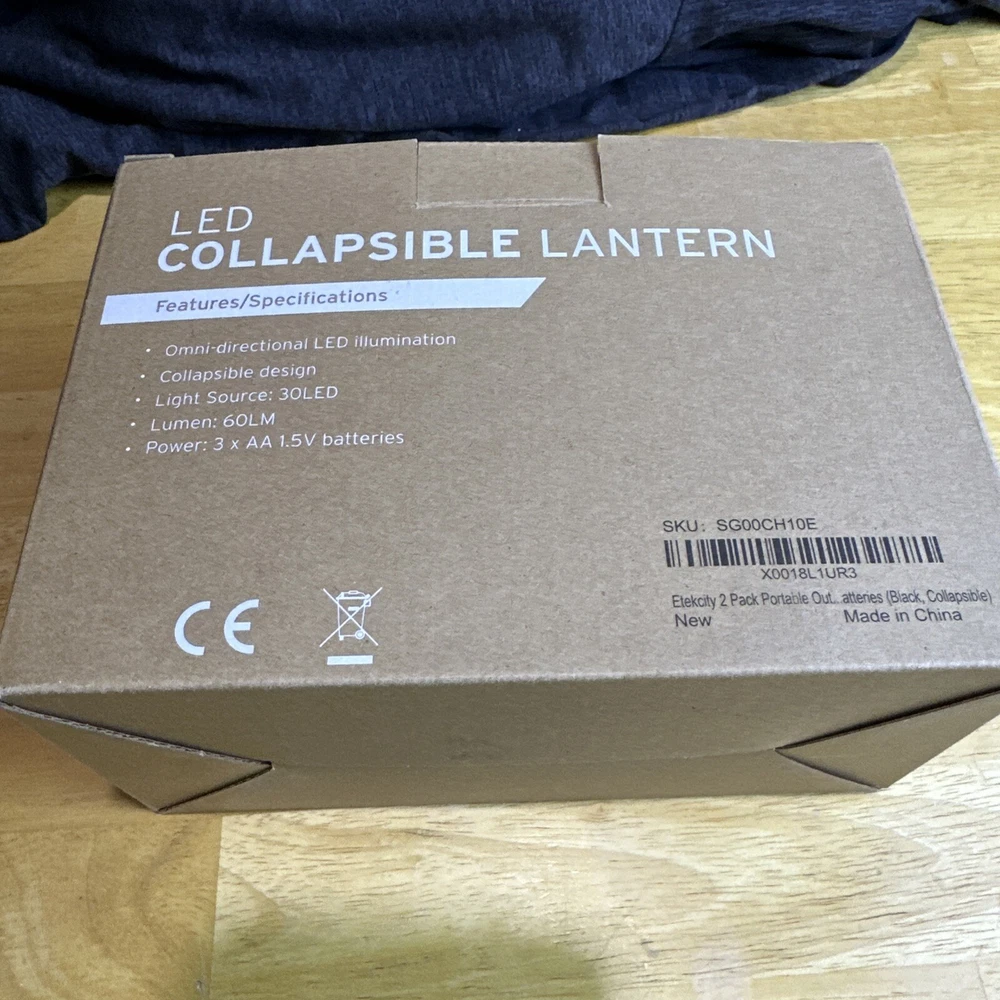 LED
COLLAPSIBLE LANTERN
Features/Specifications
• Omni-directional LED illumination
• Collapsible design
• Light Source: 30LED
• Lumen: 60LM
• Power: 3 x AA 1.5V batteries
SKU: SG00CH10E
X0018L1UR3
Etekcity 2 Pack Portable Out...atteries (Black, Collapsible)
New Made in China
CE